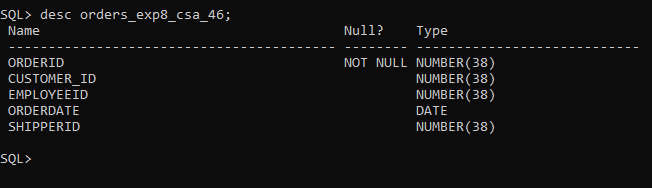 SQL> desc orders_exp8_csa_46;
 Name                                      Null?    Type
 ----------------------------------------- -------- ----------------------------
 ORDERID                                   NOT NULL NUMBER(38)
 CUSTOMER_ID                                        NUMBER(38)
 EMPLOYEEID                                         NUMBER(38)
 ORDERDATE                                          DATE
 SHIPPERID                                          NUMBER(38)
SQL>